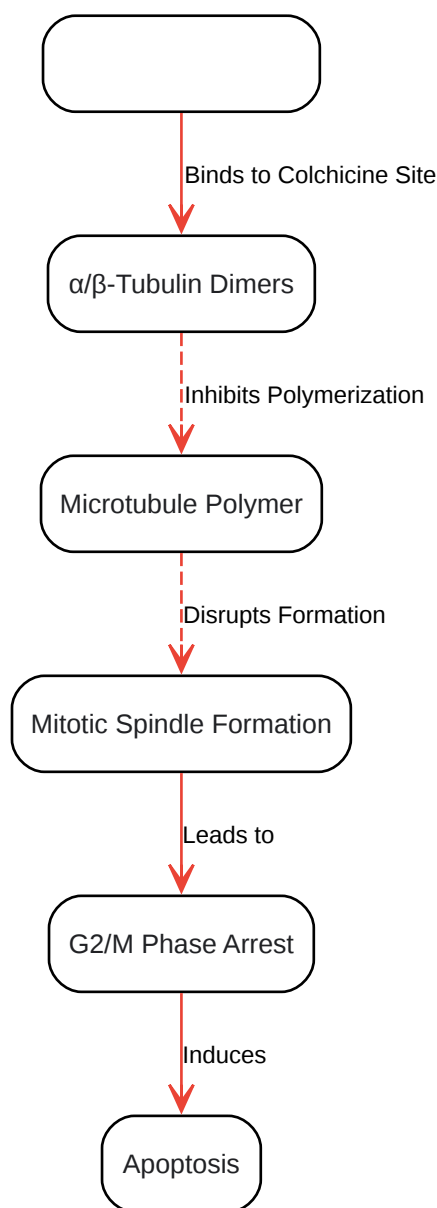 Binds to Colchicine Site
α/β-Tubulin Dimers
Inhibits Polymerization
Microtubule Polymer
Disrupts Formation
Mitotic Spindle Formation
Leads to
G2/M Phase Arrest
Induces
Apoptosis